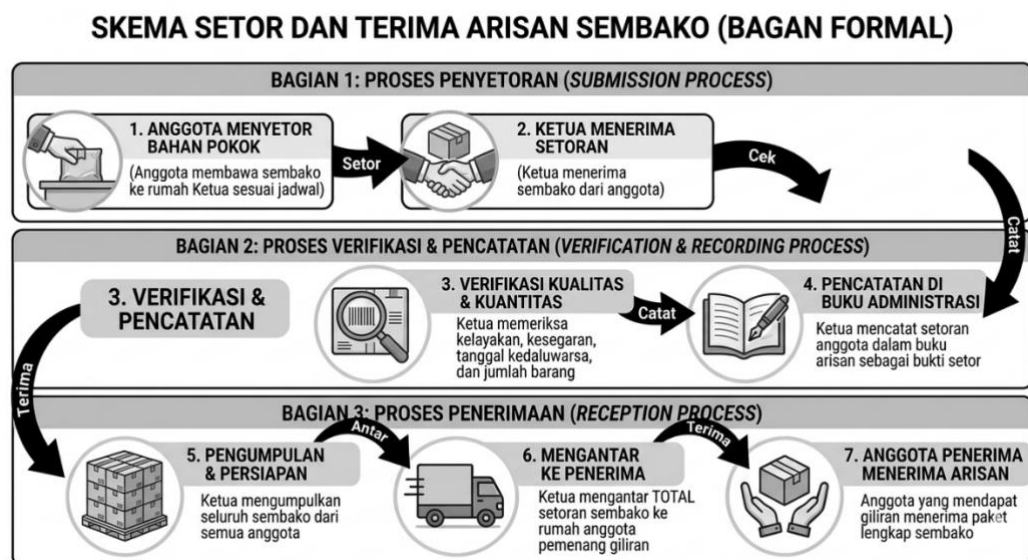 SKEMA SETOR DAN TERIMA ARISAN SEMBAKO (BAGAN FORMAL)
BAGIAN 1: PROSES PENYETORAN (SUBMISSION PROCESS)
1. ANGGOTA MENYETOR
BAHAN POKOK
(Anggota membawa sembako
ke rumah Ketua sesuai jadwal)
Setor
2. KETUA MENERIMA
SETORAN
(Ketua menerima
sembako dari anggota)
Cek
Catat
BAGIAN 2: PROSES VERIFIKASI & PENCATATAN (VERIFICATION & RECORDING PROCESS)
3. VERIFIKASI &
PENCATATAN
3. VERIFIKASI KUALITAS
& KUANTITAS
Ketua memeriksa
kelayakan, kesegaran,
tanggal kedaluwarsa,
dan jumlah barang
Catat
4. PENCATATAN DI
BUKU ADMINISTRASI
Ketua mencatat setoran
anggota dalam buku
arisan sebagai bukti setor
Terima
BAGIAN 3: PROSES PENERIMAAN (RECEPTION PROCESS)
5. PENGUMPULAN
& PERSIAPAN
Ketua mengumpulkan
seluruh sembako dari
semua anggota
Antar
6. MENGANTAR
KE PENERIMA
Ketua mengantar TOTAL
setoran sembako ke
rumah anggota
pemenang giliran
Terima
7. ANGGOTA PENERIMA
MENERIMA ARISAN
Anggota yang mendapat
giliran menerima paket
lengkap sembako